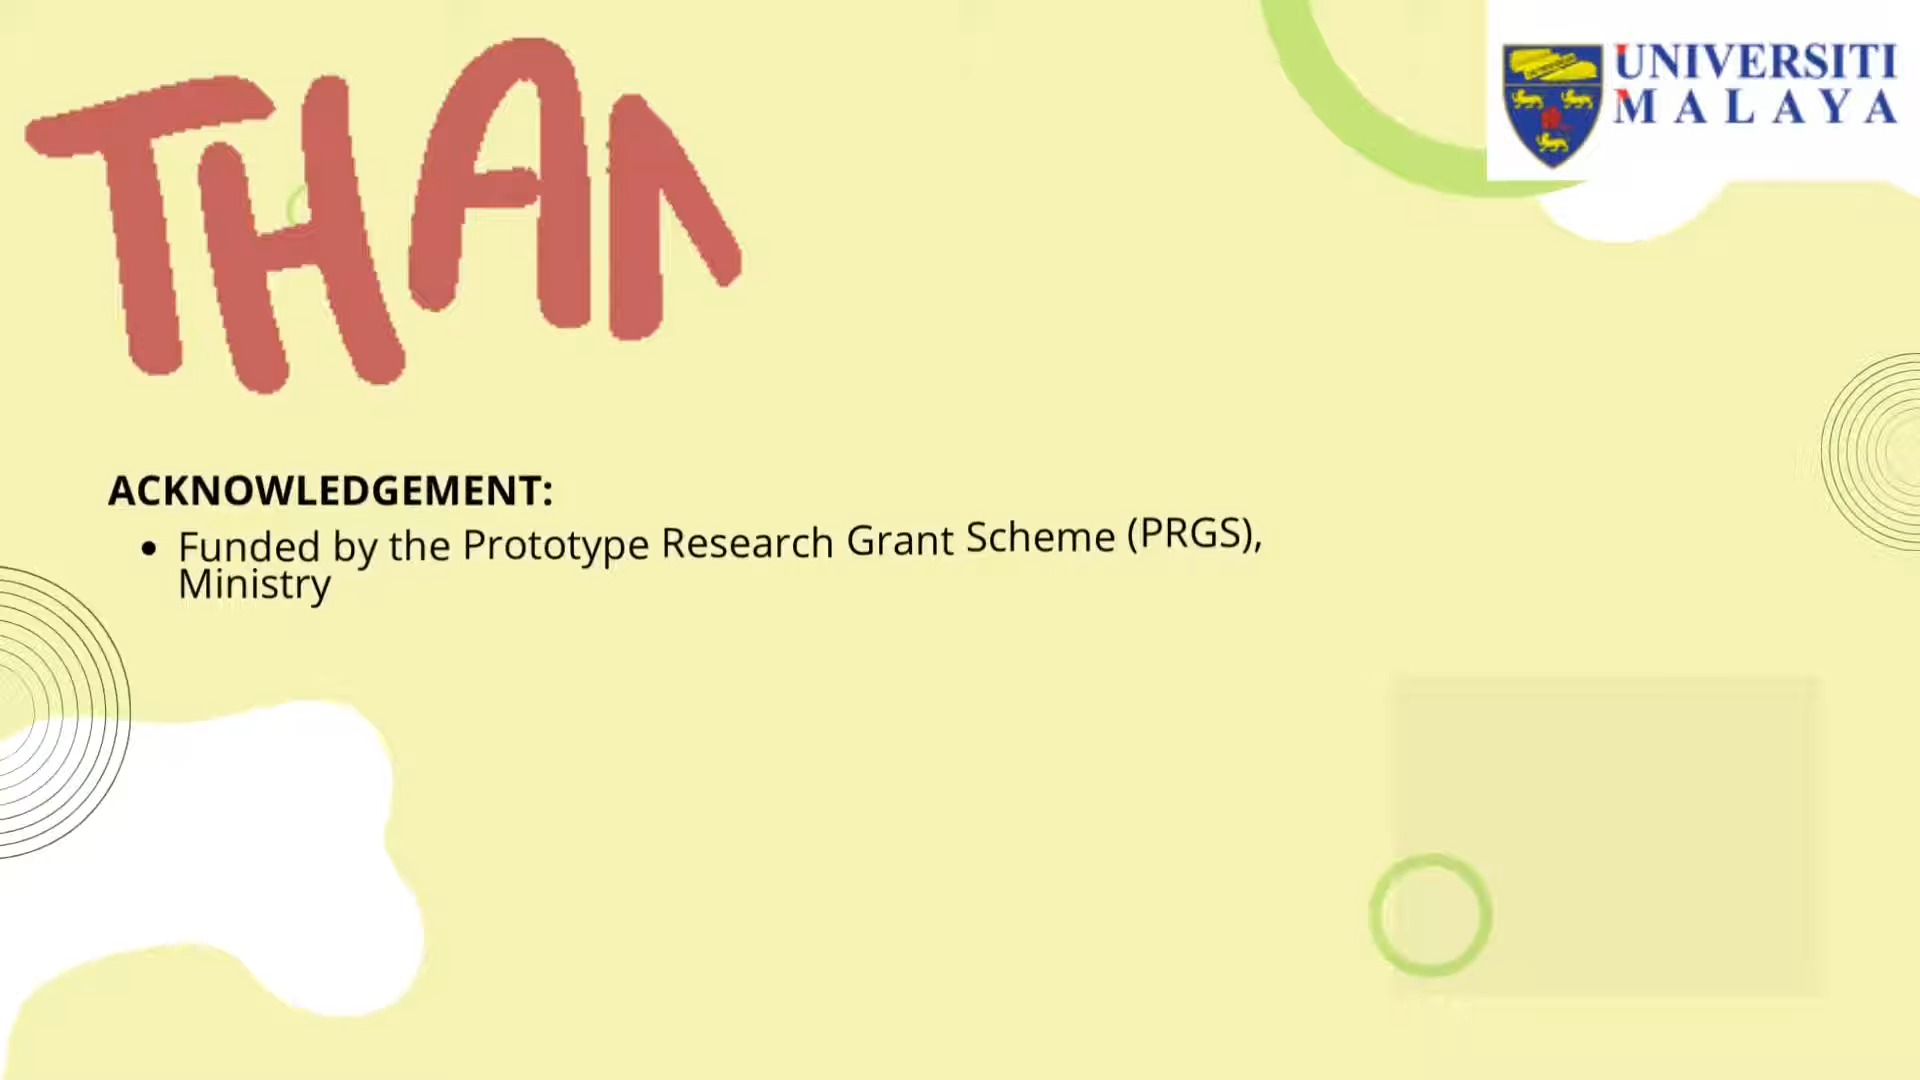 THAN
UNIVERSITI
MALAYA
ACKNOWLEDGEMENT:
• Funded by the Prototype Research Grant Scheme (PRGS),
Ministry